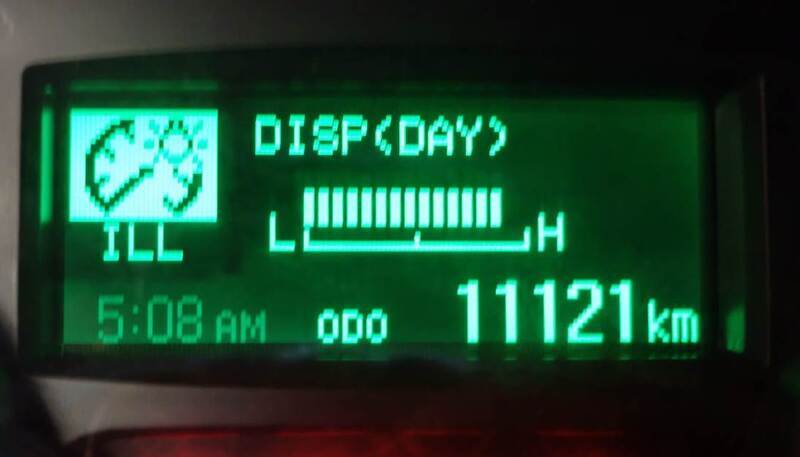 DISP(DAY)
L H
ILL
5:08 AM ODO 11121 km